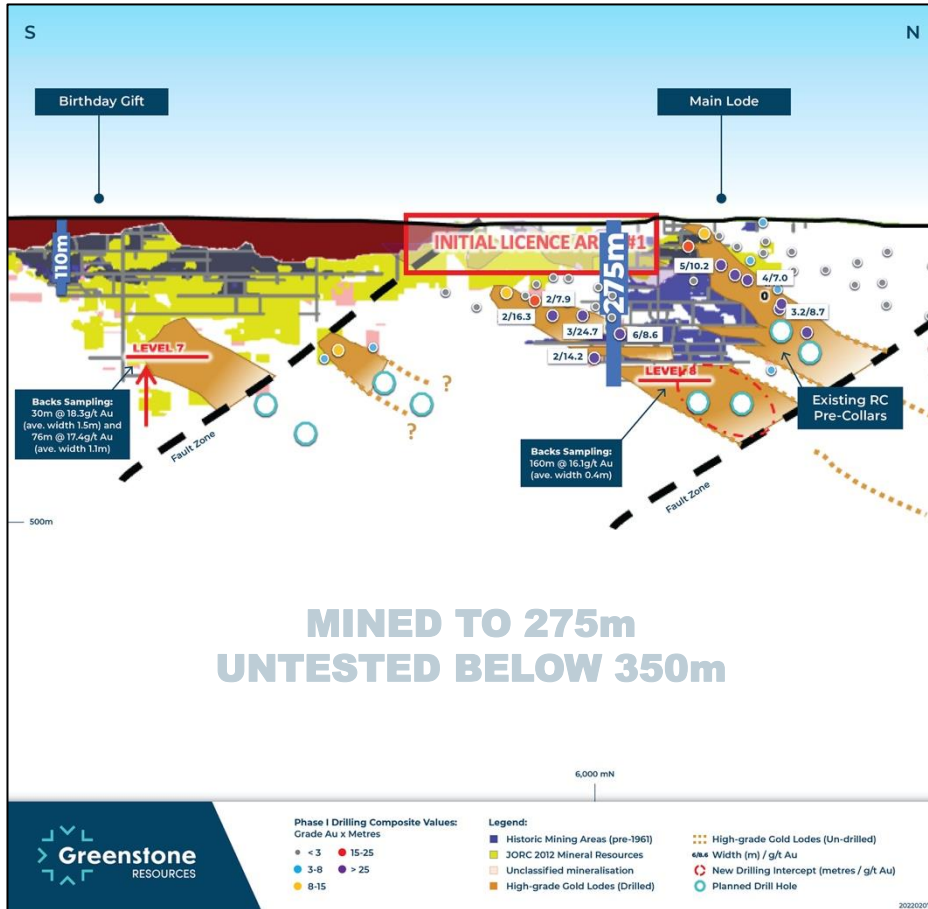 S
N
Birthday Gift
Main Lode
110m
INITIAL LICENCE AR #1
275m
5/10.2
4/7.0
0
2/7.9
2/16.3
3.2/8.7
3/24.7
6/8.6
2/14.2
LEVEL 7
LEVEL 8
?
?
Existing RC
Pre-Collars
Backs Sampling:
30m @ 18.3g/t Au
(ave. width 1.5m) and
76m @ 17.4g/t Au
(ave. width 1.1m)
Fault Zone
Backs Sampling:
160m @ 16.1g/t Au
(ave. width 0.4m)
Fault Zone
500m
MINED TO 275m
UNTESTED BELOW 350m
6,000 mN
Greenstone
RESOURCES
Phase I Drilling Composite Values:
Grade Au x Metres
< 3
3-8
8-15
15-25
> 25
Legend:
Historic Mining Areas (pre-1961)
JORC 2012 Mineral Resources
Unclassified mineralisation
High-grade Gold Lodes (Drilled)
High-grade Gold Lodes (Un-drilled)
6/8.6 Width (m) / g/t Au
New Drilling Intercept (metres / g/t Au)
Planned Drill Hole